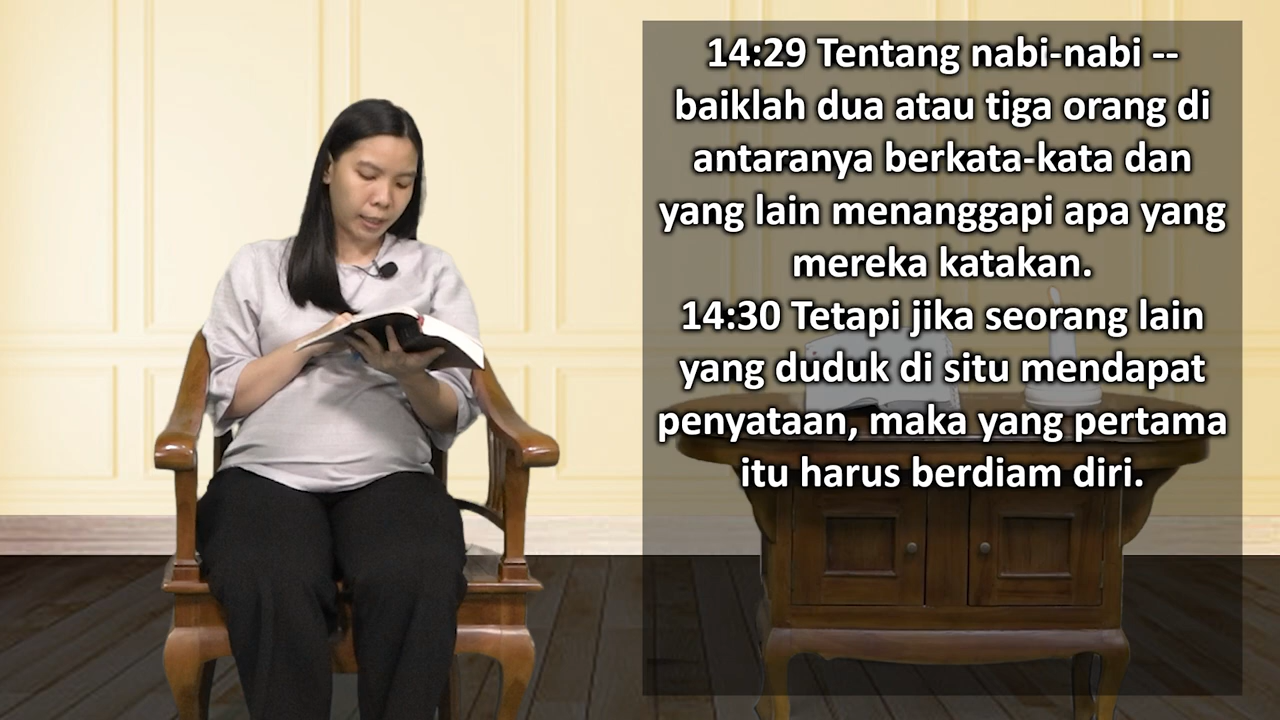 14:29 Tentang nabi-nabi --
baiklah dua atau tiga orang di
antaranya berkata-kata dan
yang lain menanggapi apa yang
mereka katakan.
14:30 Tetapi jika seorang lain
yang duduk di situ mendapat
penyataan, maka yang pertama
itu harus berdiam diri.